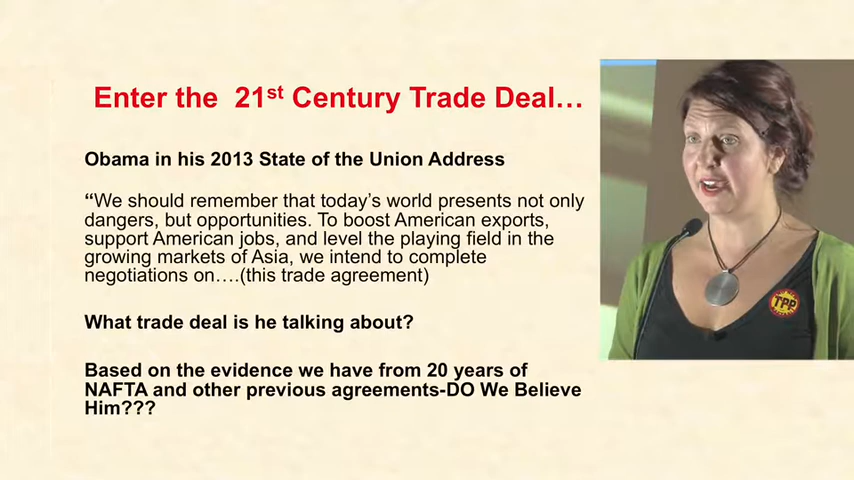 Enter the 21st Century Trade Deal…
Obama in his 2013 State of the Union Address
“We should remember that today’s world presents not only
dangers, but opportunities. To boost American exports,
support American jobs, and level the playing field in the
growing markets of Asia, we intend to complete
negotiations on….(this trade agreement)
What trade deal is he talking about?
Based on the evidence we have from 20 years of
NAFTA and other previous agreements-DO We Believe
Him???
TPP